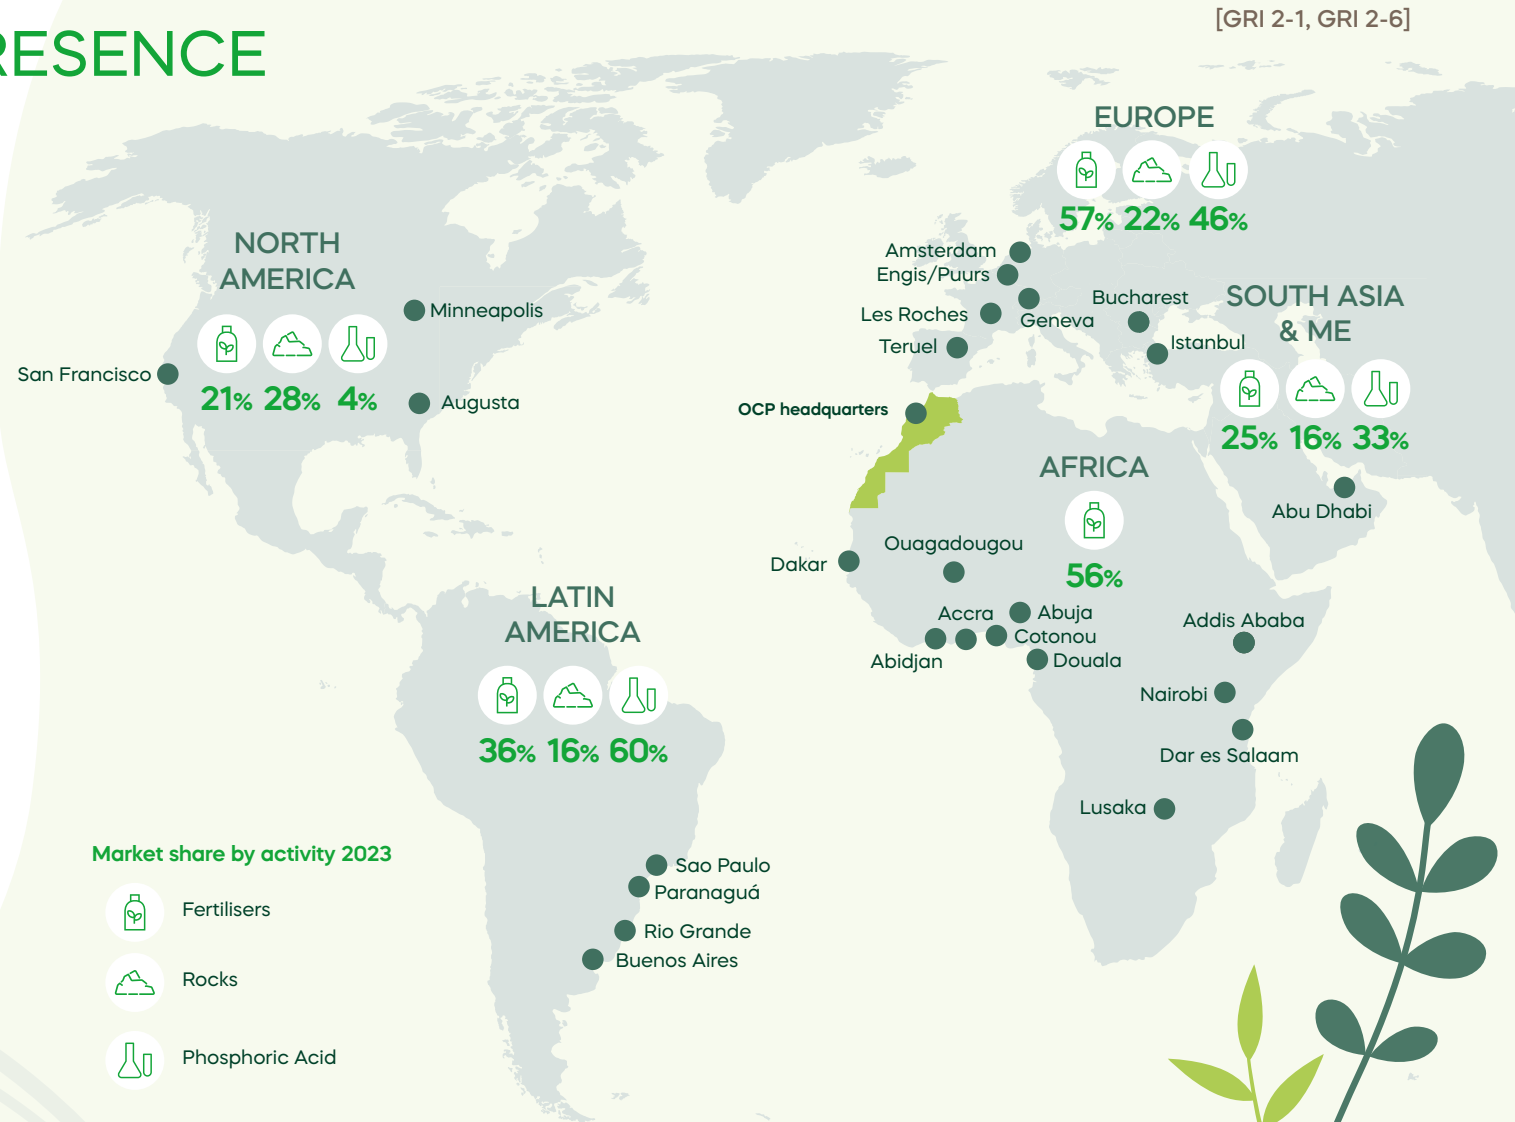 [GRI 2-1, GRI 2-6]
RESENCE
EUROPE
57% 22% 46%
NORTH
AMERICA
21% 28% 4%
Minneapolis
San Francisco
Augusta
Amsterdam
Engis/Puurs
Les Roches
Geneva
Teruel
Bucharest
Istanbul
SOUTH ASIA
& ME
25% 16% 33%
Abu Dhabi
OCP headquarters
AFRICA
56%
Dakar
Ouagadougou
Accra
Abuja
Cotonou
Abidjan
Douala
Addis Ababa
Nairobi
Dar es Salaam
Lusaka
LATIN
AMERICA
36% 16% 60%
Sao Paulo
Paranaguá
Rio Grande
Buenos Aires
Market share by activity 2023
Fertilisers
Rocks
Phosphoric Acid